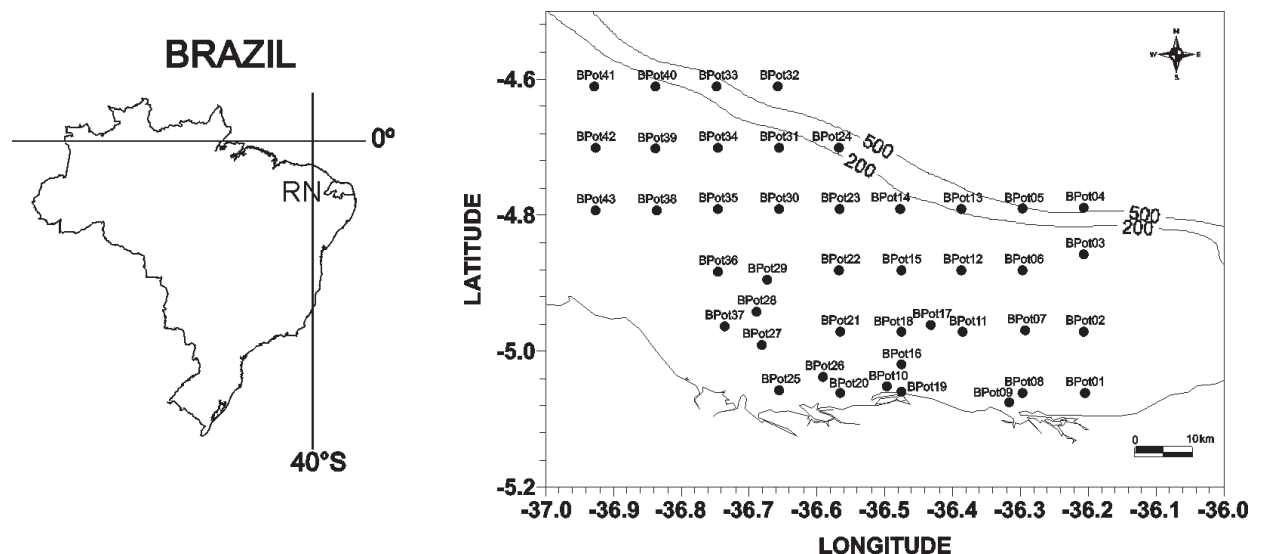 BRAZIL
0º
RN
40ºS
N
W E
S
LATITUDE
-4.6
-4.8
-5.0
-5.2
BPot41 BPot40 BPot33 BPot32
BPot42 BPot39 BPot34 BPot31 BPot24
500
200
BPot43 BPot38 BPot35 BPot30 BPot23 BPot14 BPot13 BPot05 BPot04
500
200
BPot03
BPot36 BPot29 BPot22 BPot15 BPot12 BPot06
BPot28
BPot37 BPot21 BPot18 BPot17 BPot11 BPot07 BPot02
BPot27
BPot16
BPot26
BPot25 BPot20 BPot10 BPot19 BPot09 BPot08 BPot01
0 10km
-37.0 -36.9 -36.8 -36.7 -36.6 -36.5 -36.4 -36.3 -36.2 -36.1 -36.0
LONGITUDE